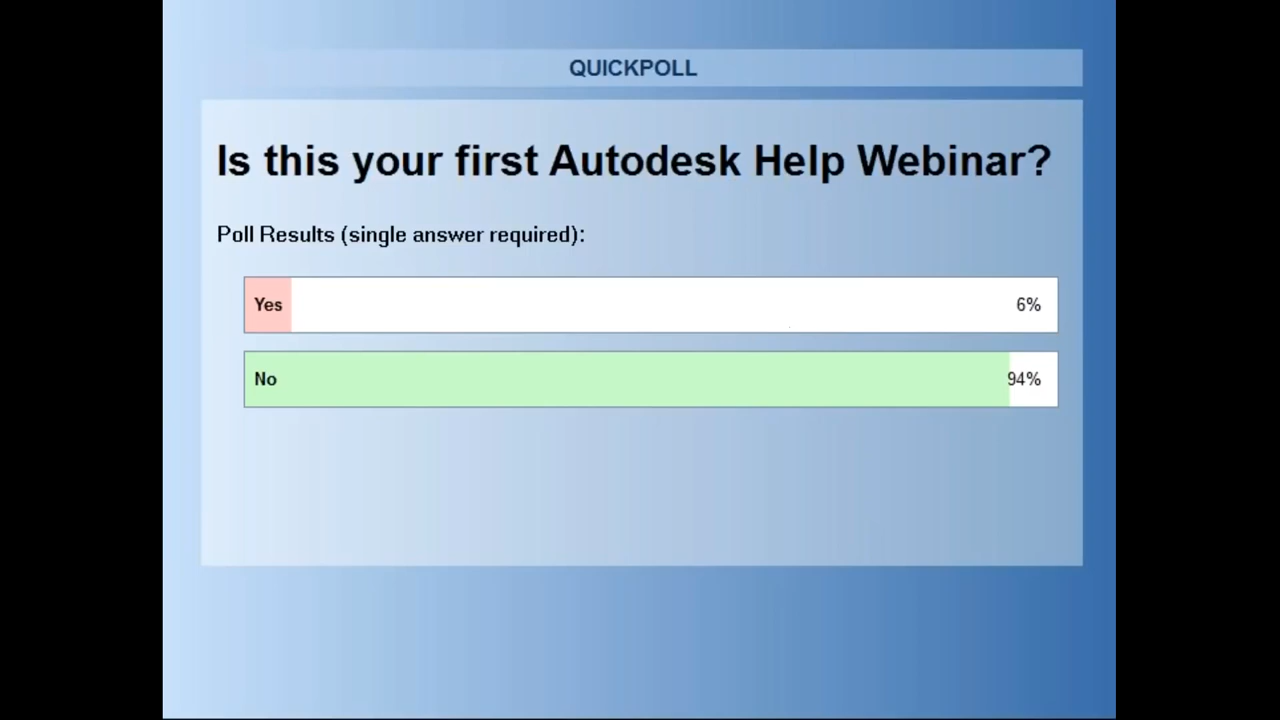 QUICKPOLL
Is this your first Autodesk Help Webinar?
Poll Results (single answer required):
Yes 6%
No 94%